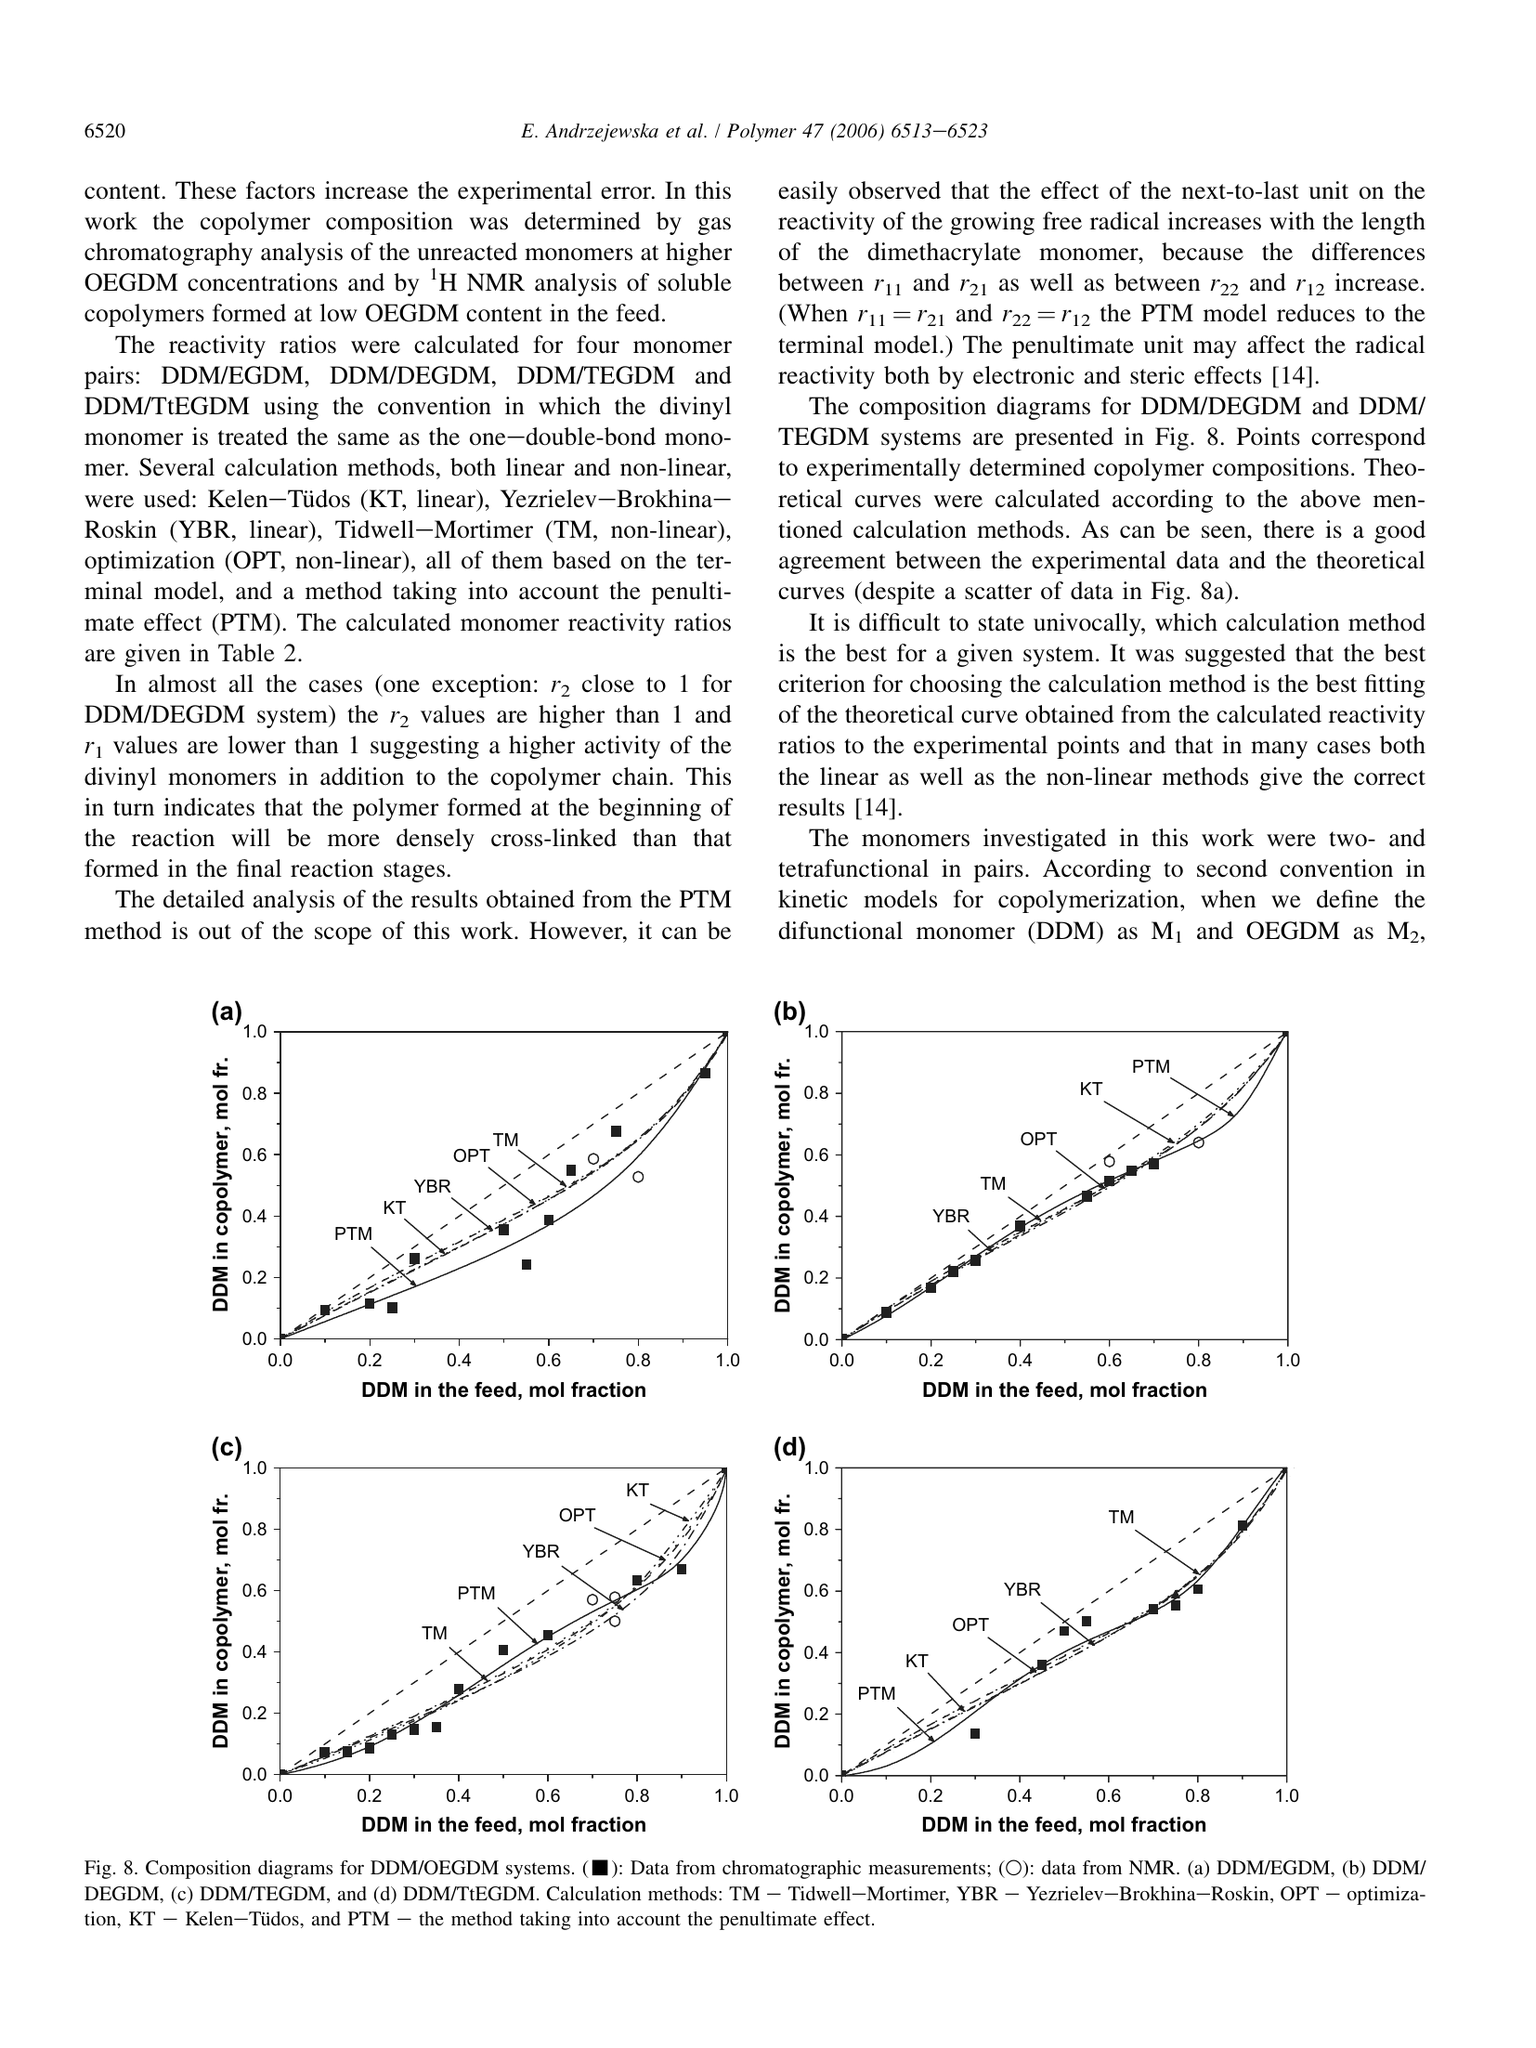 6520
E. Andrzejewska et al. / Polymer 47 (2006) 6513–6523
content. These factors increase the experimental error. In this
work the copolymer composition was determined by gas
chromatography analysis of the unreacted monomers at higher
OEGDM concentrations and by ¹H NMR analysis of soluble
copolymers formed at low OEGDM content in the feed.
The reactivity ratios were calculated for four monomer
pairs: DDM/EGDM, DDM/DEGDM, DDM/TEGDM and
DDM/TtEGDM using the convention in which the divinyl
monomer is treated the same as the one–double-bond mono-
mer. Several calculation methods, both linear and non-linear,
were used: Kelen–Tüdos (KT, linear), Yezrielev–Brokhina–
Roskin (YBR, linear), Tidwell–Mortimer (TM, non-linear),
optimization (OPT, non-linear), all of them based on the ter-
minal model, and a method taking into account the penulti-
mate effect (PTM). The calculated monomer reactivity ratios
are given in Table 2.
In almost all the cases (one exception: r₂ close to 1 for
DDM/DEGDM system) the r₂ values are higher than 1 and
r₁ values are lower than 1 suggesting a higher activity of the
divinyl monomers in addition to the copolymer chain. This
in turn indicates that the polymer formed at the beginning of
the reaction will be more densely cross-linked than that
formed in the final reaction stages.
The detailed analysis of the results obtained from the PTM
method is out of the scope of this work. However, it can be
easily observed that the effect of the next-to-last unit on the
reactivity of the growing free radical increases with the length
of the dimethacrylate monomer, because the differences
between r₁₁ and r₂₁ as well as between r₂₂ and r₁₂ increase.
(When r₁₁ = r₂₁ and r₂₂ = r₁₂ the PTM model reduces to the
terminal model.) The penultimate unit may affect the radical
reactivity both by electronic and steric effects [14].
The composition diagrams for DDM/DEGDM and DDM/
TEGDM systems are presented in Fig. 8. Points correspond
to experimentally determined copolymer compositions. Theo-
retical curves were calculated according to the above men-
tioned calculation methods. As can be seen, there is a good
agreement between the experimental data and the theoretical
curves (despite a scatter of data in Fig. 8a).
It is difficult to state univocally, which calculation method
is the best for a given system. It was suggested that the best
criterion for choosing the calculation method is the best fitting
of the theoretical curve obtained from the calculated reactivity
ratios to the experimental points and that in many cases both
the linear as well as the non-linear methods give the correct
results [14].
The monomers investigated in this work were two- and
tetrafunctional in pairs. According to second convention in
kinetic models for copolymerization, when we define the
difunctional monomer (DDM) as M₁ and OEGDM as M₂,
(a)
DDM in copolymer, mol fr.
1.0
0.8
0.6
0.4
0.2
0.0
TM
OPT
YBR
KT
PTM
0.0 0.2 0.4 0.6 0.8 1.0
DDM in the feed, mol fraction
(b)
DDM in copolymer, mol fr.
1.0
0.8
0.6
0.4
0.2
0.0
PTM
KT
OPT
TM
YBR
0.0 0.2 0.4 0.6 0.8 1.0
DDM in the feed, mol fraction
(c)
DDM in copolymer, mol fr.
1.0
0.8
0.6
0.4
0.2
0.0
KT
OPT
YBR
PTM
TM
0.0 0.2 0.4 0.6 0.8 1.0
DDM in the feed, mol fraction
(d)
DDM in copolymer, mol fr.
1.0
0.8
0.6
0.4
0.2
0.0
TM
YBR
OPT
KT
PTM
0.0 0.2 0.4 0.6 0.8 1.0
DDM in the feed, mol fraction
Fig. 8. Composition diagrams for DDM/OEGDM systems. (■): Data from chromatographic measurements; (○): data from NMR. (a) DDM/EGDM, (b) DDM/
DEGDM, (c) DDM/TEGDM, and (d) DDM/TtEGDM. Calculation methods: TM – Tidwell–Mortimer, YBR – Yezrielev–Brokhina–Roskin, OPT – optimiza-
tion, KT – Kelen–Tüdos, and PTM – the method taking into account the penultimate effect.